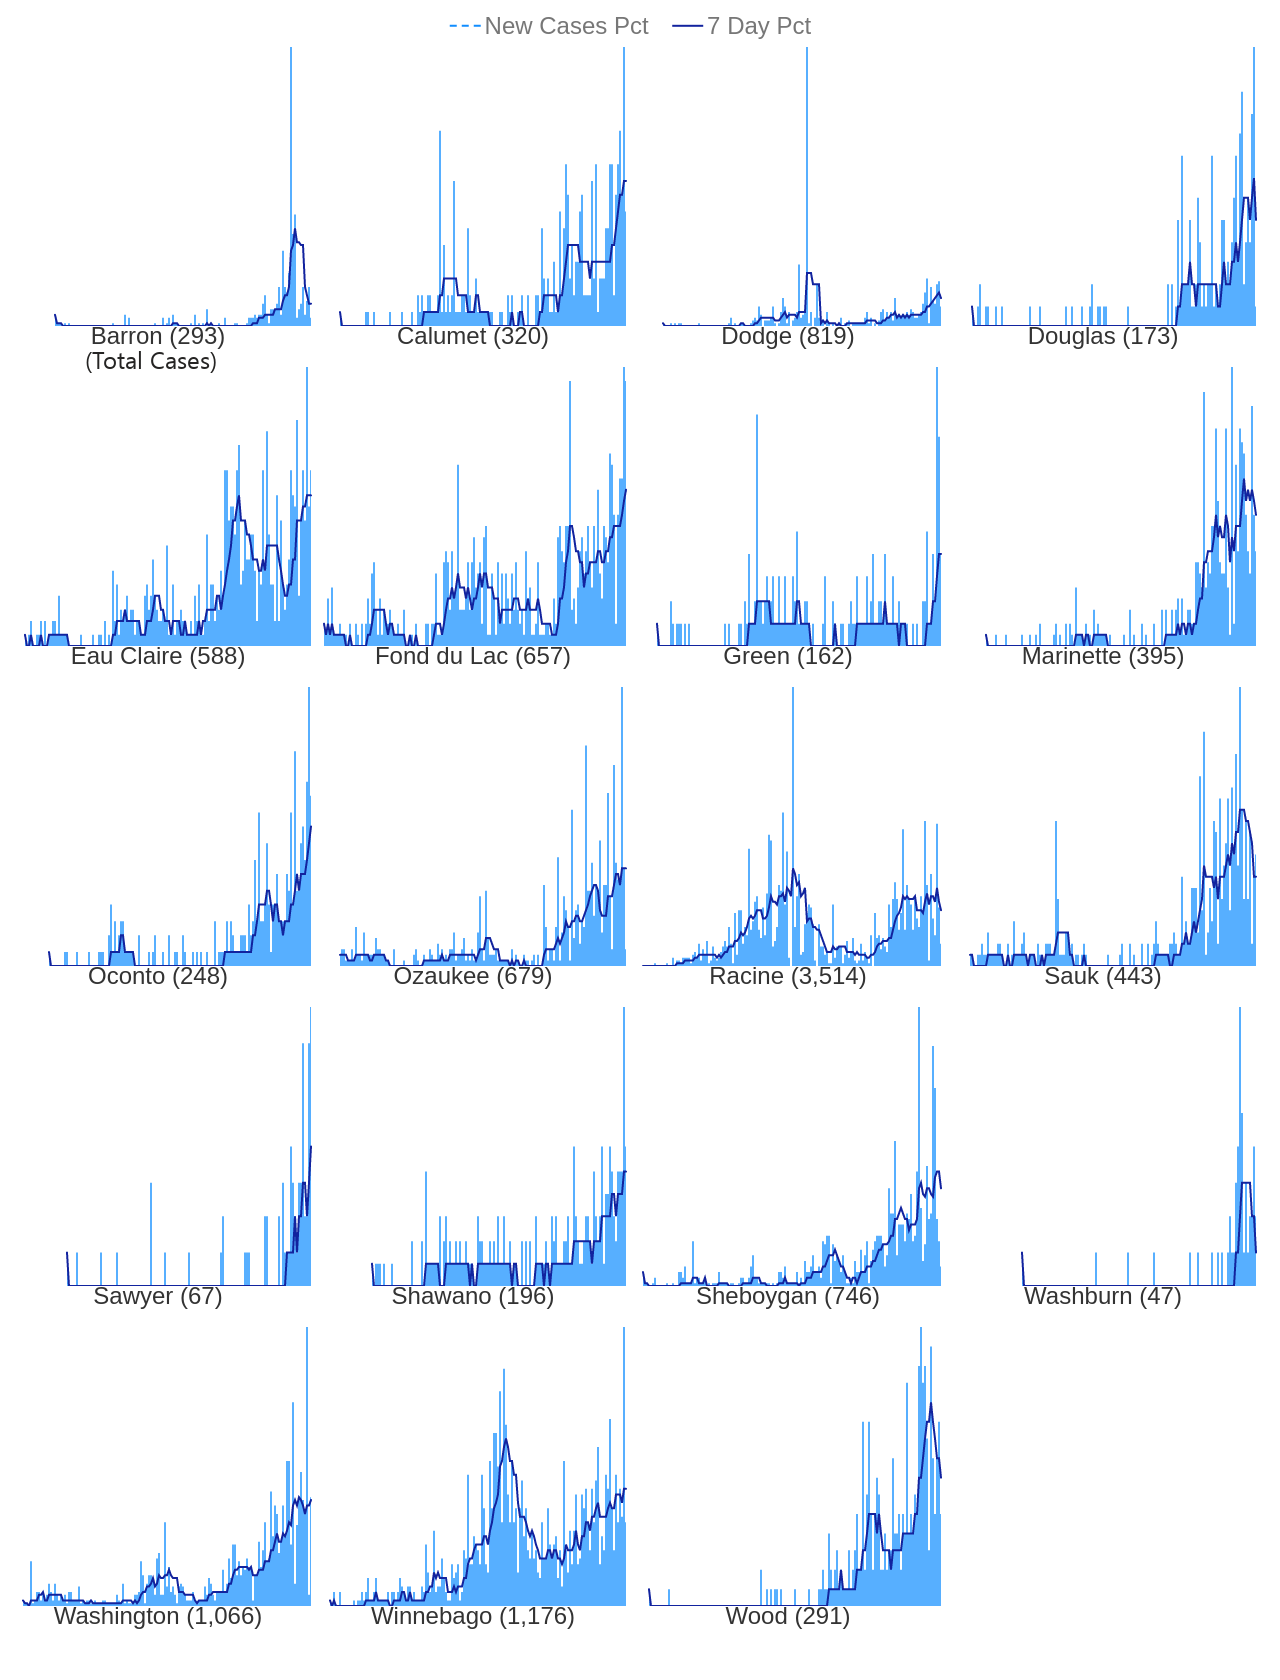 New Cases Pct 7 Day Pct
Barron (293) Calumet (320) Dodge (819) Douglas (173)
(Total Cases)
Eau Claire (588) Fond du Lac (657) Green (162) Marinette (395)
Oconto (248) Ozaukee (679) Racine (3,514) Sauk (443)
Sawyer (67) Shawano (196) Sheboygan (746) Washburn (47)
Washington (1,066) Winnebago (1,176) Wood (291)